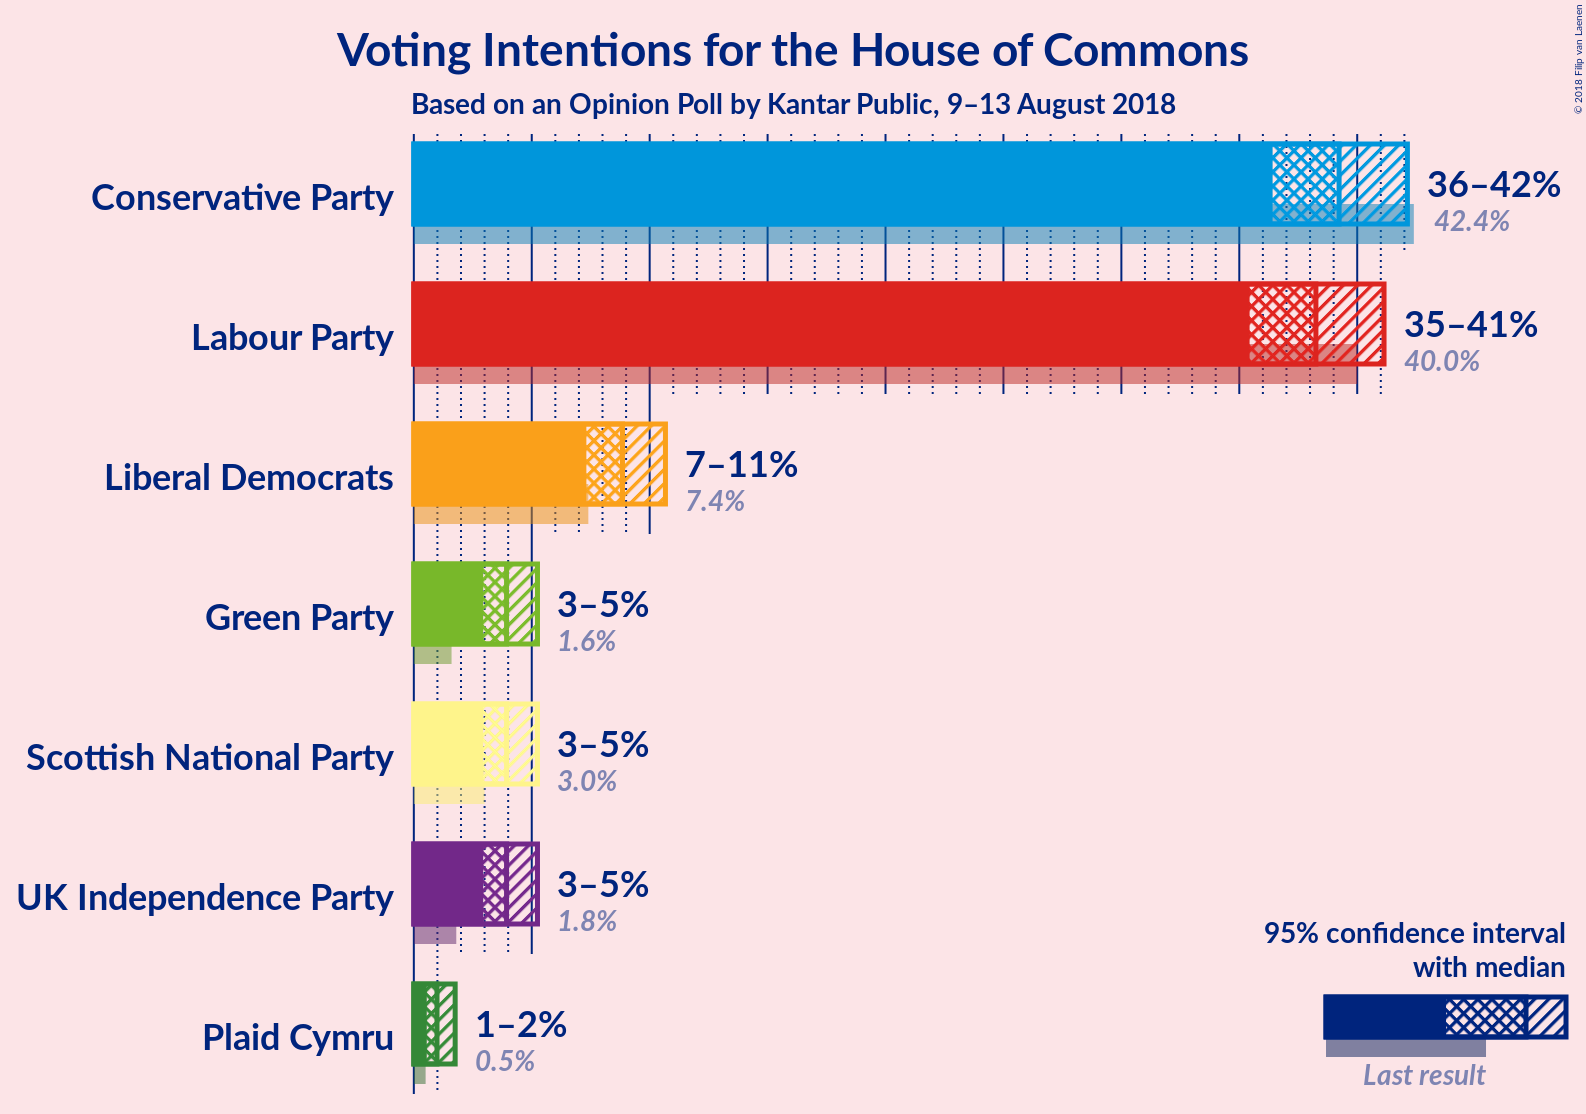 Voting Intentions for the House of Commons
Based on an Opinion Poll by Kantar Public, 9–13 August 2018
© 2018 Filip van Laenen
Conservative Party
36–42%
42.4%
Labour Party
35–41%
40.0%
Liberal Democrats
7–11%
7.4%
Green Party
3–5%
1.6%
Scottish National Party
3–5%
3.0%
UK Independence Party
3–5%
1.8%
Plaid Cymru
1–2%
0.5%
95% confidence interval
with median
Last result